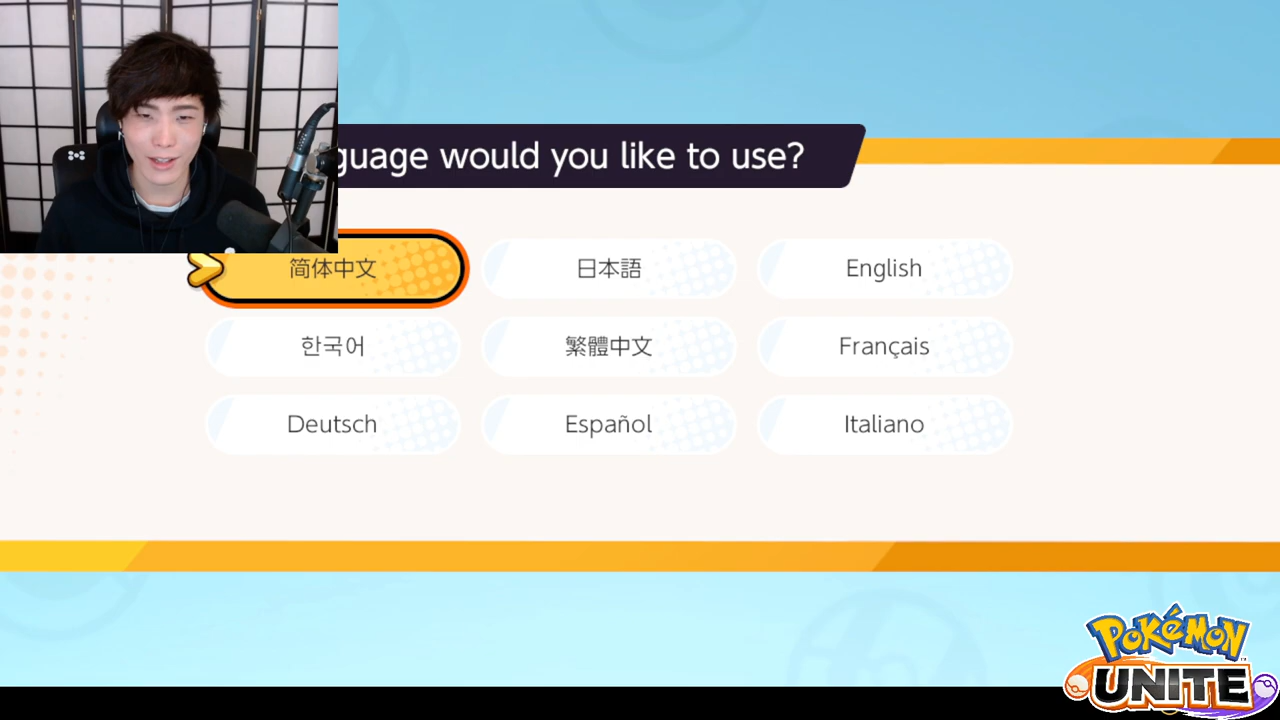 guage would you like to use?
简体中文
日本語
English
한국어
繁體中文
Français
Deutsch
Español
Italiano
POKÉMON
UNITE